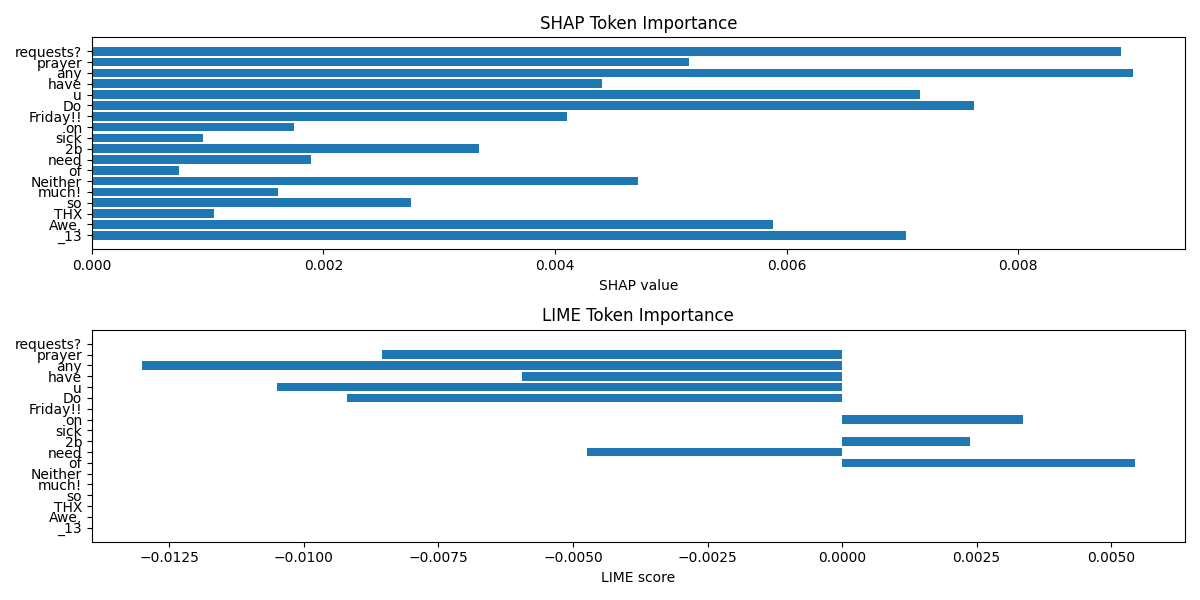 SHAP Token Importance
requests?
prayer
any
have
u
Do
Friday!!
on
sick
2b
need
of
Neither
much!
so
THX
Awe,
_13
0.000 0.002 0.004 0.006 0.008
SHAP value
LIME Token Importance
requests?
prayer
any
have
u
Do
Friday!!
on
sick
2b
need
of
Neither
much!
so
THX
Awe,
_13
−0.0125 −0.0100 −0.0075 −0.0050 −0.0025 0.0000 0.0025 0.0050
LIME score